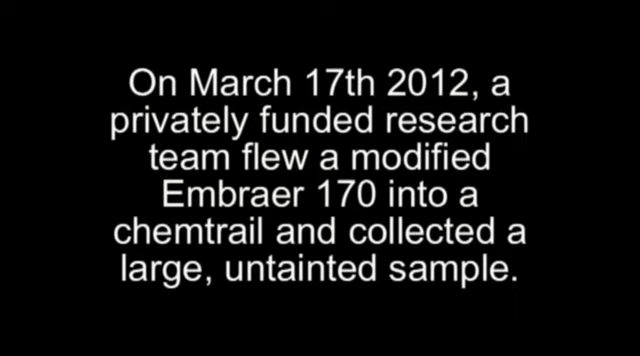 On March 17th 2012, a
privately funded research
team flew a modified
Embraer 170 into a
chemtrail and collected a
large, untainted sample.